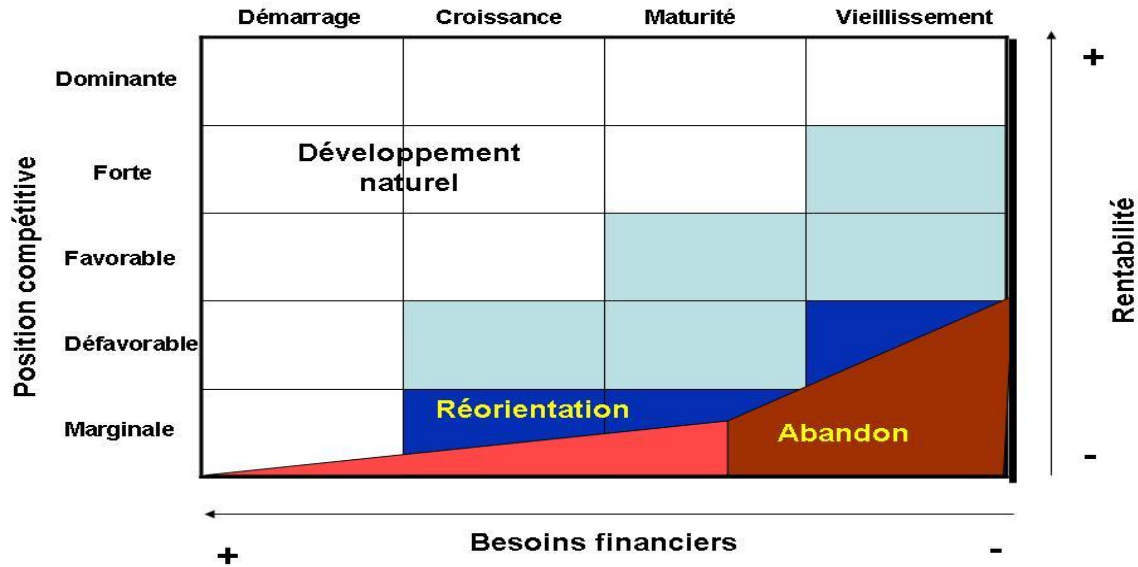 Démarrage Croissance Maturité Vieillissement
+
Dominante
Développement
naturel
Forte
Position compétitive
Favorable
Rentabilité
Défavorable
Réorientation
Marginale
Abandon
-
Besoins financiers
+ -